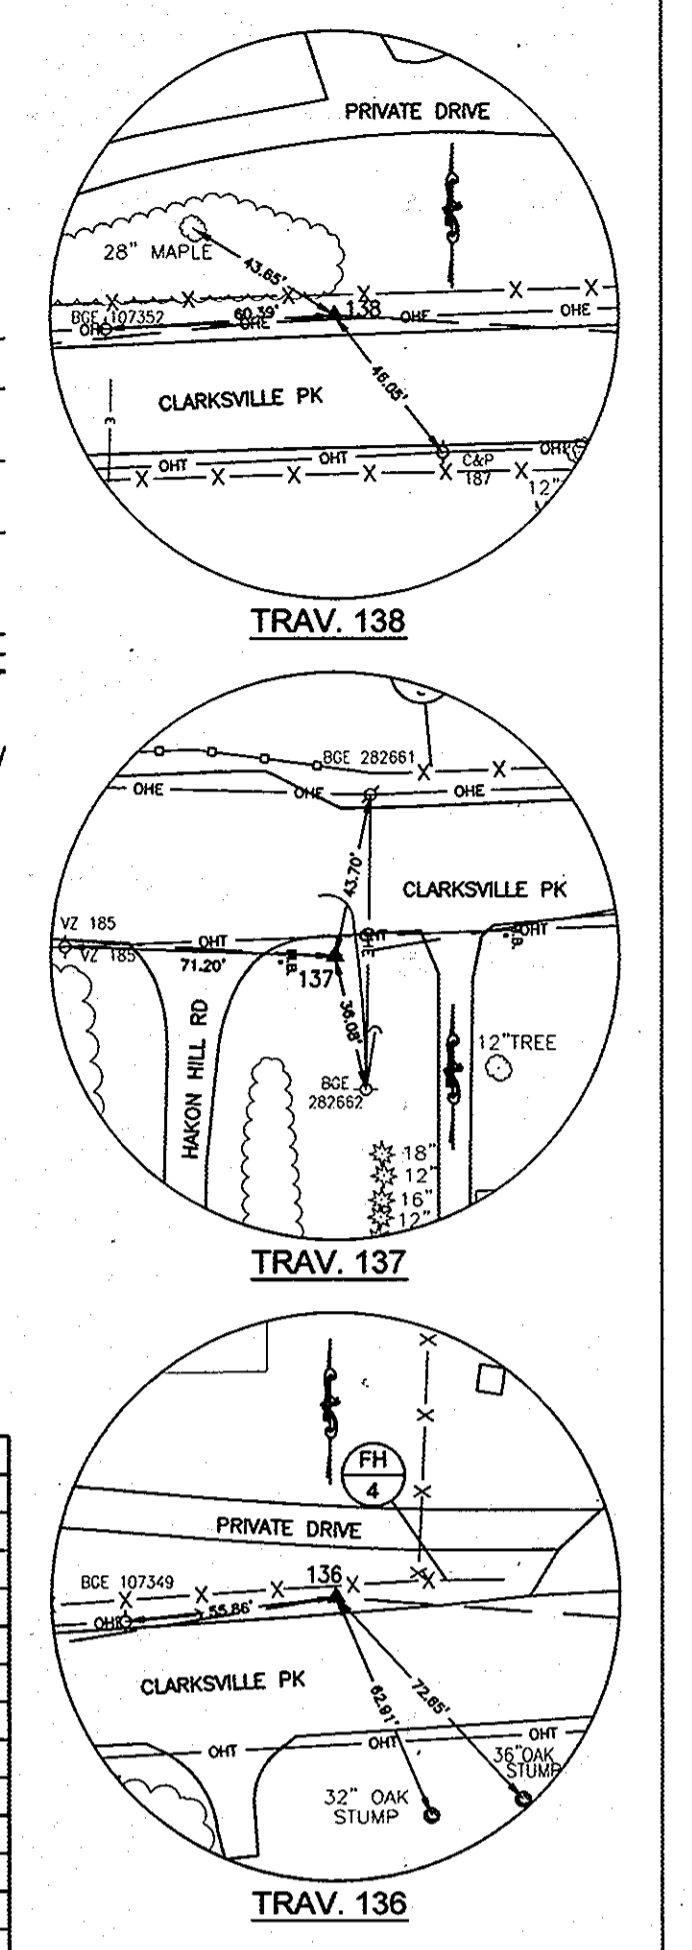 PRIVATE DRIVE
28" MAPLE
43.65'
BGE 107352
60.39'
138
OHE
OHE
OHE
46.05'
CLARKSVILLE PK
OHT
OHT
OHT
C&P
187
12"
TRAV. 138
BGE 282661
OHE
OHE
OHE
43.70'
CLARKSVILLE PK
VZ 185
OHT
OHT
VZ 185
71.20'
M.B.
137
36.08'
HAKON HILL RD
12"TREE
BGE
282662
18"
12"
16"
12"
TRAV. 137
FH
4
PRIVATE DRIVE
136
BGE 107349
55.86'
CLARKSVILLE PK
62.91'
72.65'
OHT
OHT
OHT
36"OAK
STUMP
32" OAK
STUMP
TRAV. 136